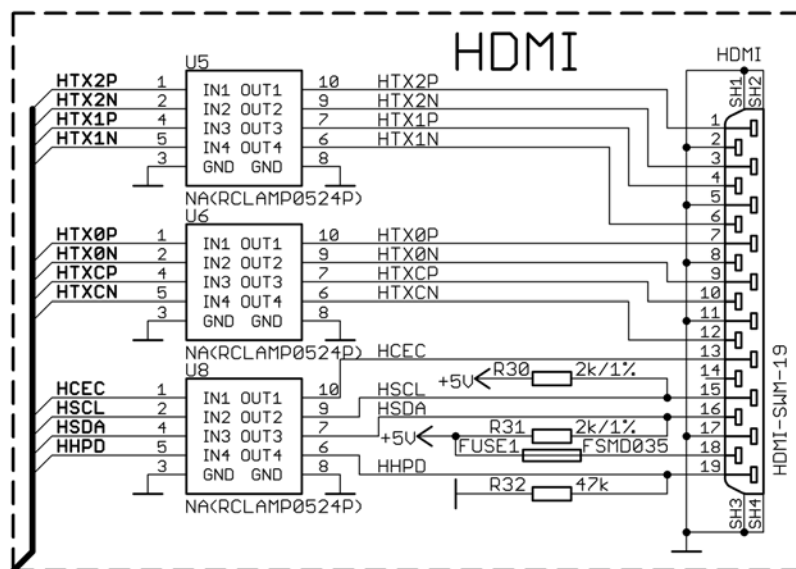 HDMI
HDMI
SH1
SH2
U5
HTX2P 1 IN1 OUT1 10 HTX2P
HTX2N 2 IN2 OUT2 9 HTX2N
HTX1P 4 IN3 OUT3 7 HTX1P
HTX1N 5 IN4 OUT4 6 HTX1N
3 GND GND 8
NA(RCLAMP0524P)
U6
HTX0P 1 IN1 OUT1 10 HTX0P
HTX0N 2 IN2 OUT2 9 HTX0N
HTXCP 4 IN3 OUT3 7 HTXCP
HTXCN 5 IN4 OUT4 6 HTXCN
3 GND GND 8
NA(RCLAMP0524P)
U8
HCEC 1 IN1 OUT1 10 HCEC
HSCL 2 IN2 OUT2 9 HSCL
HSDA 4 IN3 OUT3 7 HSDA
HHPD 5 IN4 OUT4 6 HHPD
3 GND GND 8
NA(RCLAMP0524P)
+5V R30 2k/1%
+5V R31 2k/1%
FUSE1 FSMD035
R32 47k
1
2
3
4
5
6
7
8
9
10
11
12
13
14
15
16
17
18
19
HDMI-SWM-19
SH3
SH4